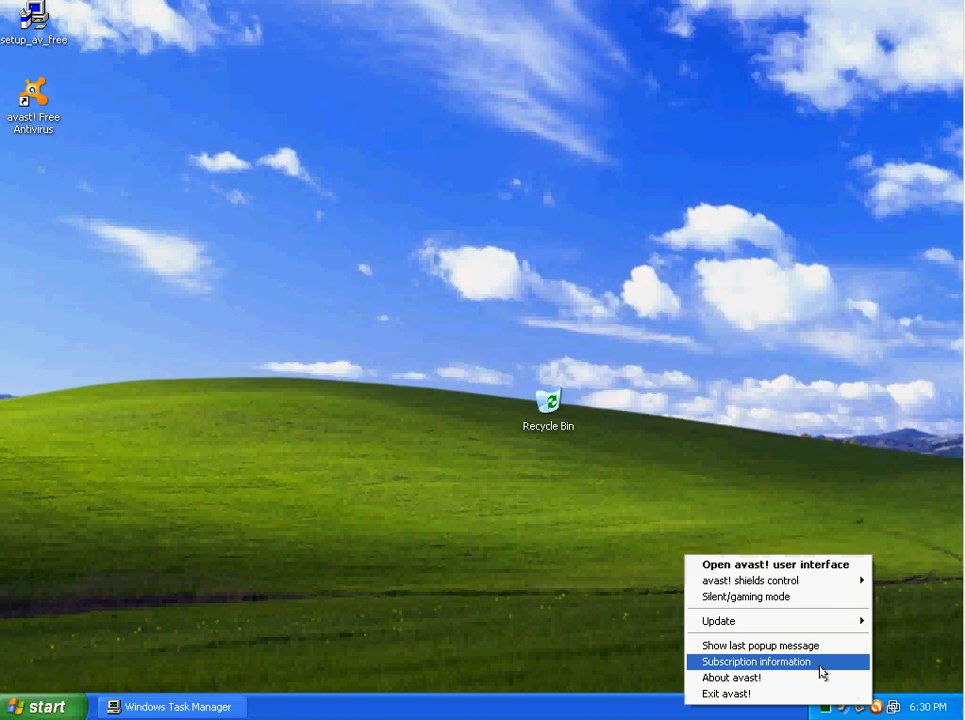 setup_av_free
avast! Free
Antivirus
Recycle Bin
Open avast! user interface
avast! shields control
Silent/gaming mode
Update
Show last popup message
Subscription information
About avast!
Exit avast!
start
Windows Task Manager
6:30 PM